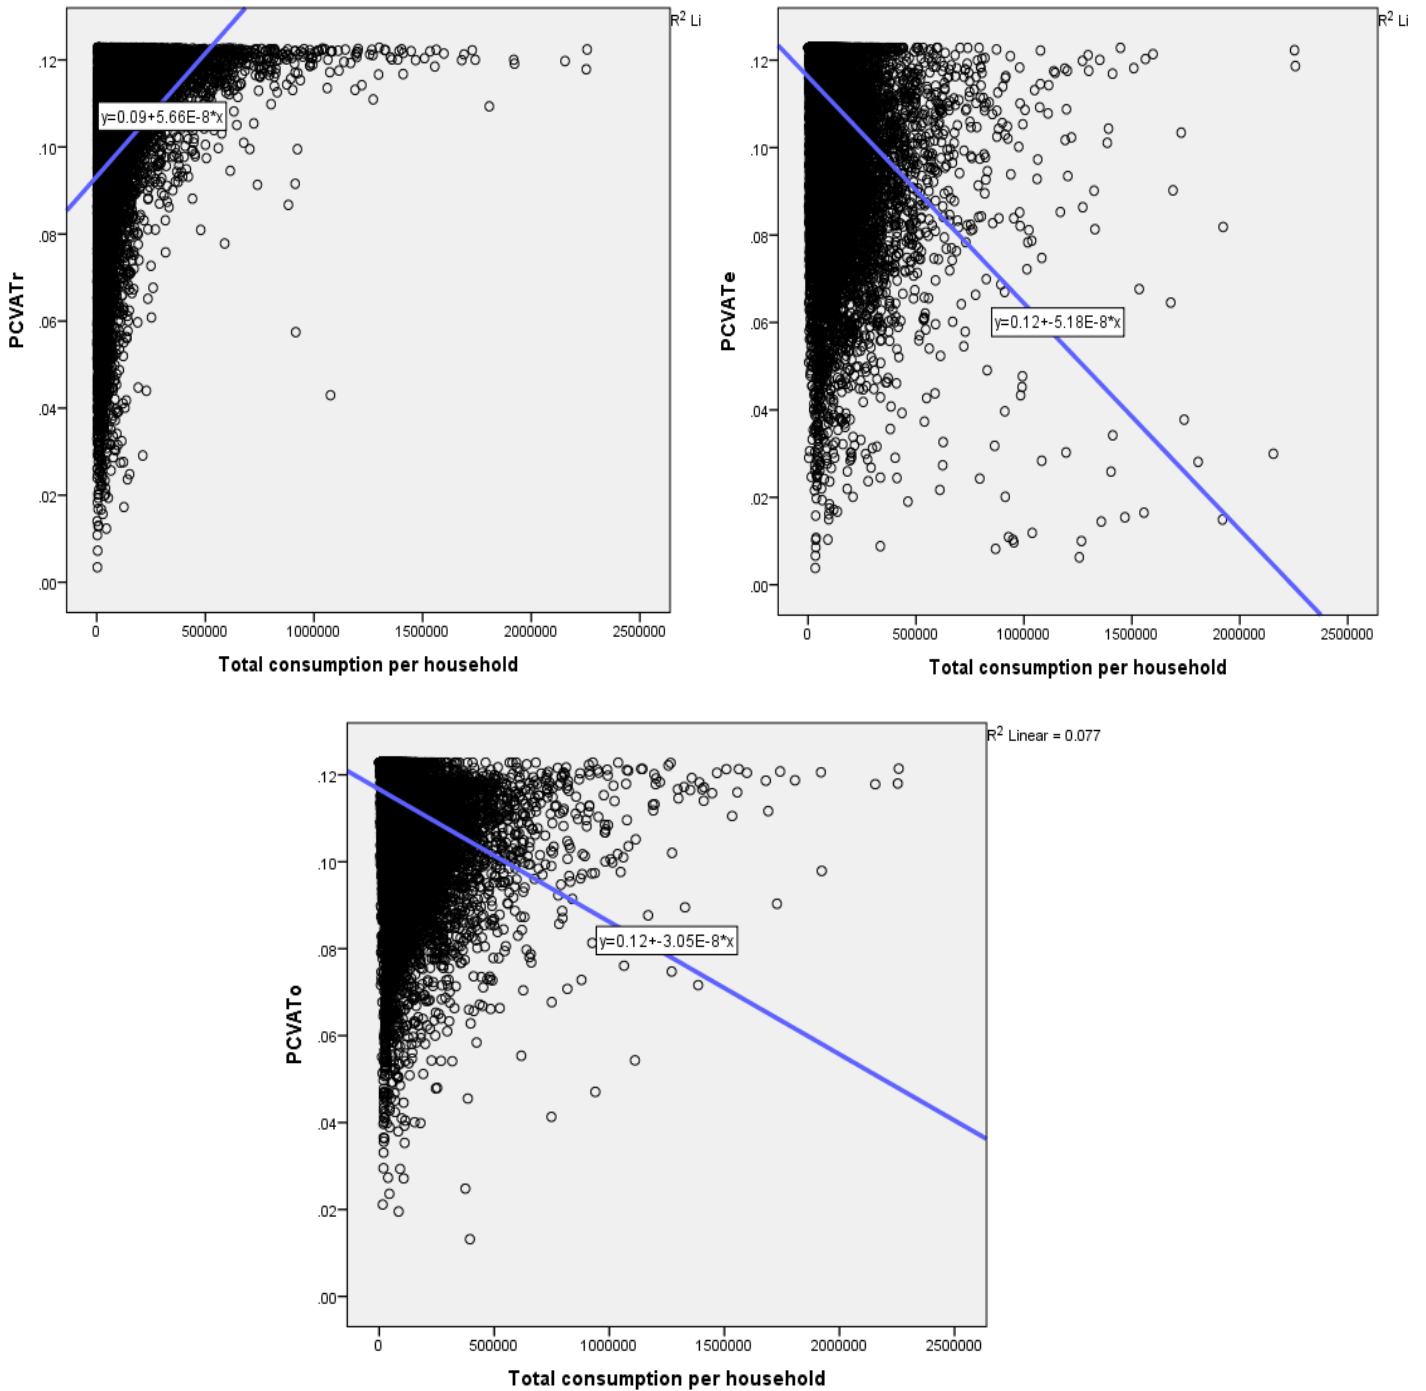 R2 Li
.12
.10
.08
.06
.04
.02
.00
y=0.09+5.66E-8*x
PCVATr
0 500000 1000000 1500000 2000000 2500000
Total consumption per household
R2 Li
.12
.10
.08
.06
.04
.02
.00
y=0.12+-5.18E-8*x
PCVATe
0 500000 1000000 1500000 2000000 2500000
Total consumption per household
R2 Linear = 0.077
.12
.10
.08
.06
.04
.02
.00
y=0.12+-3.05E-8*x
PCVATo
0 500000 1000000 1500000 2000000 2500000
Total consumption per household